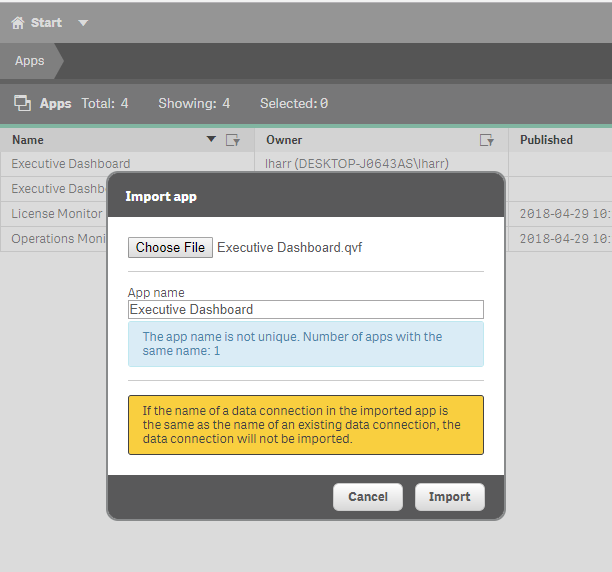 Start
Apps
Apps Total: 4 Showing: 4 Selected: 0
Name Owner Published
Executive Dashboard lharr (DESKTOP-J0643AS\lharr)
Executive Dashb
License Monitor 2018-04-29 10:
Operations Moni 2018-04-29 10:
Import app
Choose File Executive Dashboard.qvf
App name
Executive Dashboard
The app name is not unique. Number of apps with the
same name: 1
If the name of a data connection in the imported app is
the same as the name of an existing data connection, the
data connection will not be imported.
Cancel Import